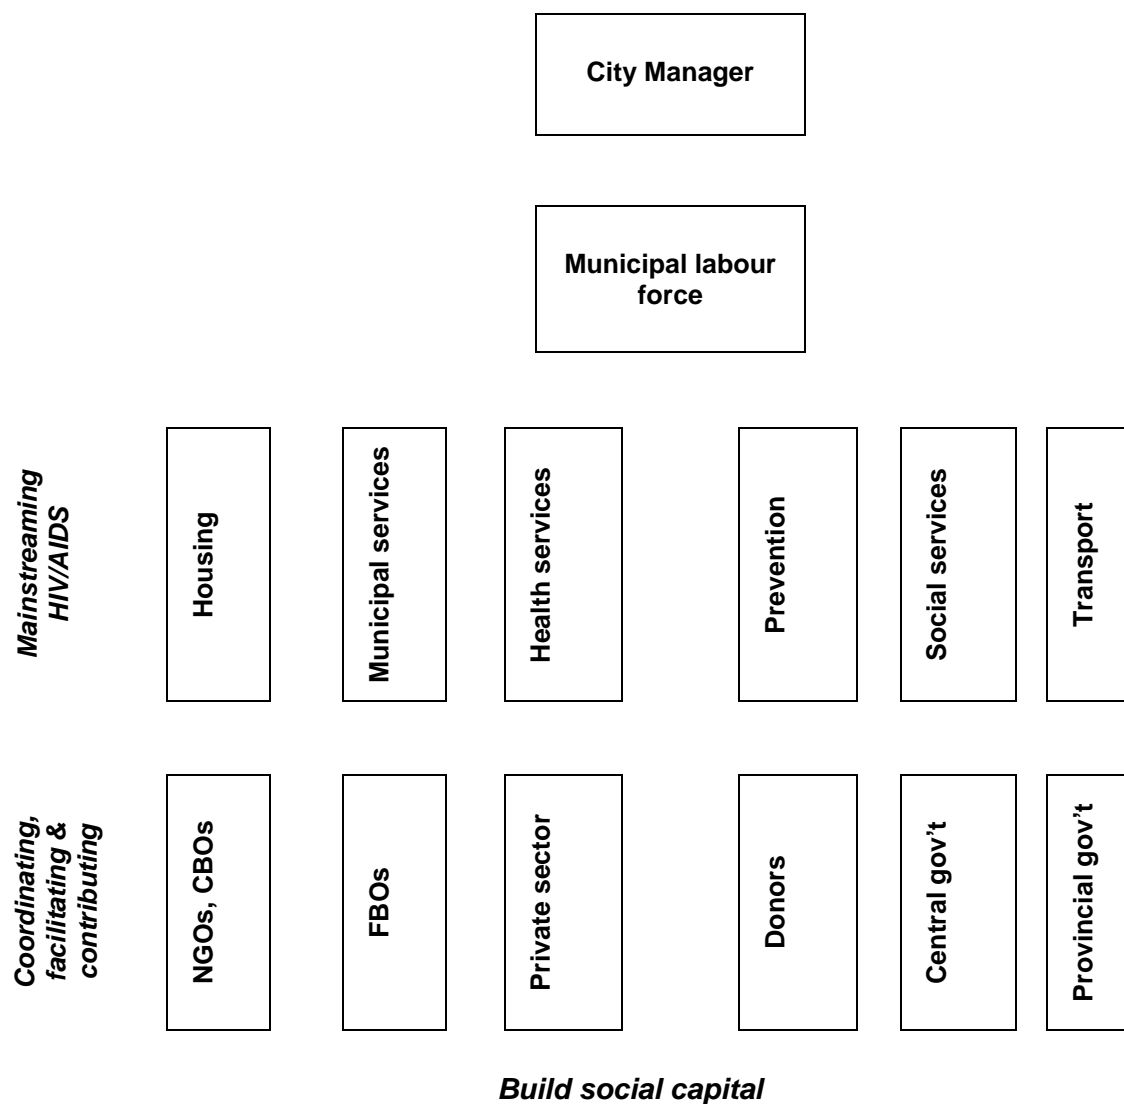 City Manager
Municipal labour
force
Mainstreaming
HIV/AIDS
Housing
Municipal services
Health services
Prevention
Social services
Transport
Coordinating,
facilitating &
contributing
NGOs, CBOs
FBOs
Private sector
Donors
Central gov’t
Provincial gov’t
Build social capital